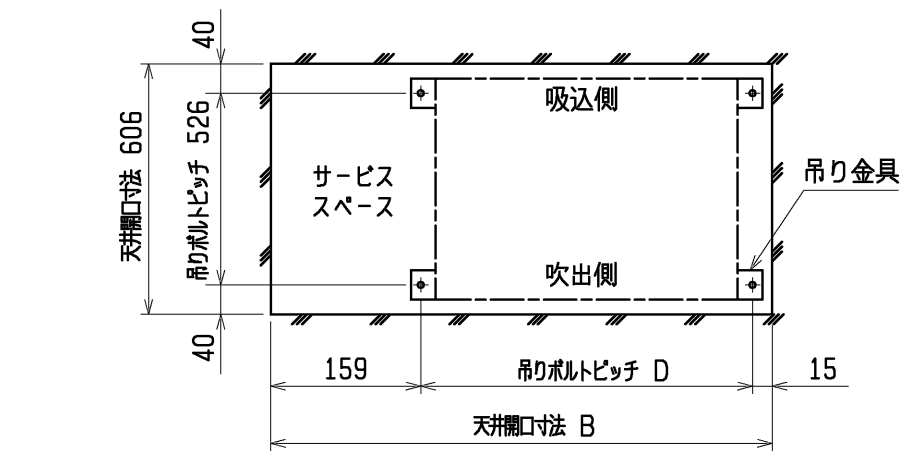 40
吸込側
天井開口寸法 606
吊りボルトピッチ 526
サービス
スペース
吊り金具
吹出側
40
159
吊りボルトピッチ D
15
天井開口寸法 B